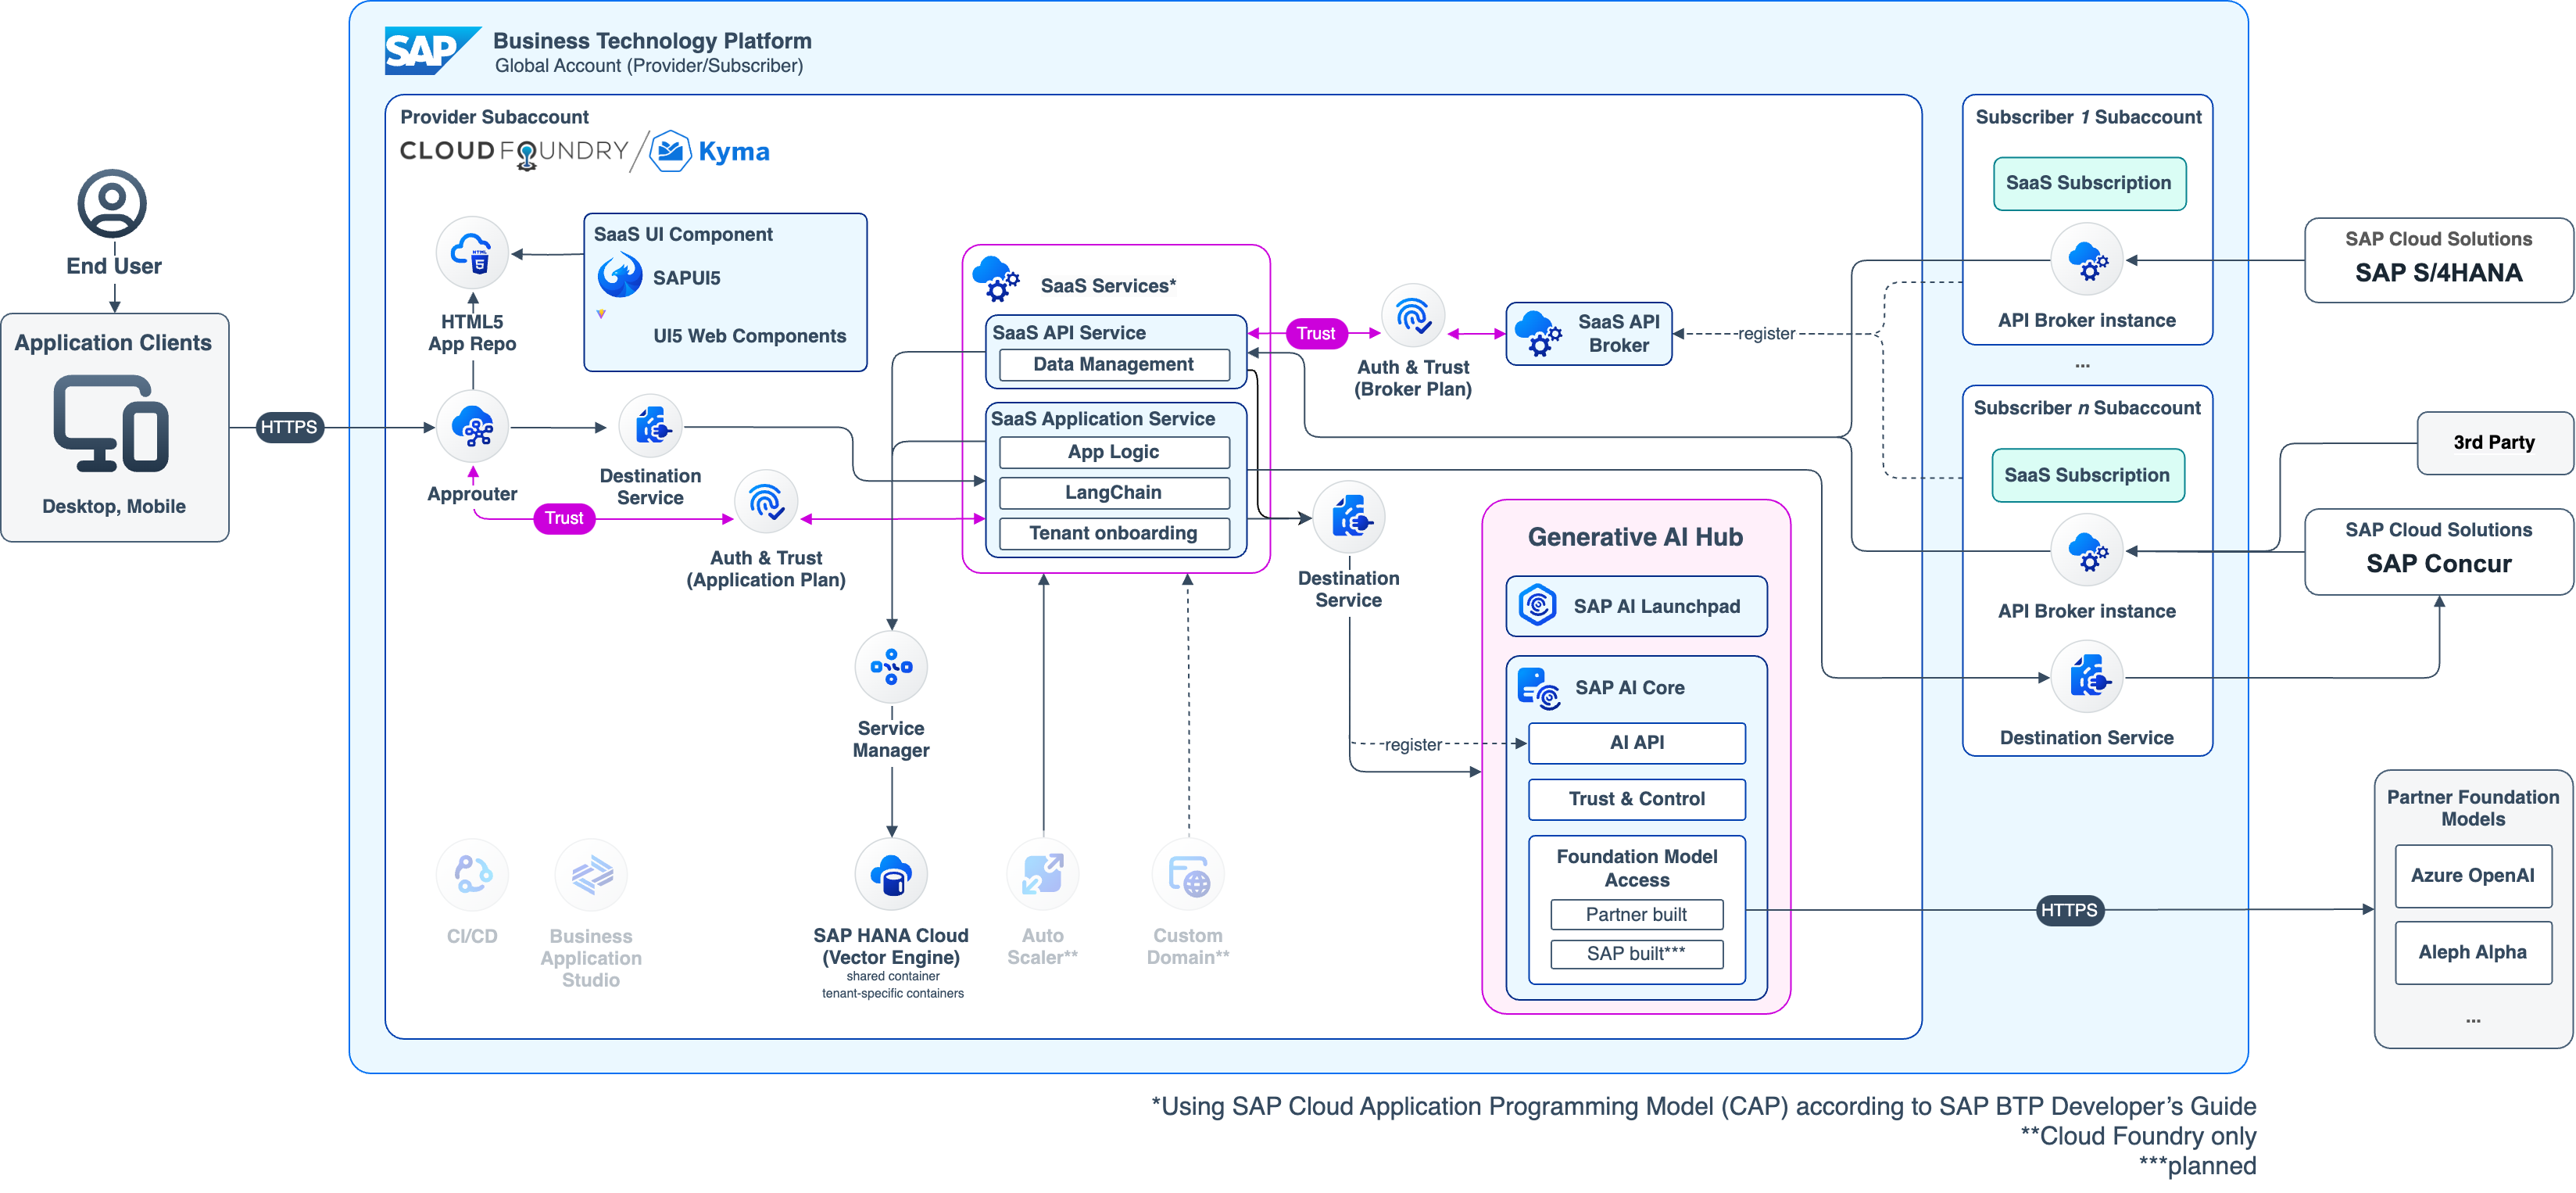 SAP
Business Technology Platform
Global Account (Provider/Subscriber)
Provider Subaccount
CLOUD FOUNDRY
Kyma
End User
Application Clients
Desktop, Mobile
HTTPS
HTML
5
HTML5
App Repo
SaaS UI Component
SAPUI5
UI5 Web Components
Approuter
Destination
Service
Trust
Auth & Trust
(Application Plan)
SaaS Services*
SaaS API Service
Data Management
SaaS Application Service
App Logic
LangChain
Tenant onboarding
Trust
Auth & Trust
(Broker Plan)
SaaS API
Broker
register
Destination
Service
register
Service
Manager
SAP HANA Cloud
(Vector Engine)
shared container
tenant-specific containers
CI/CD
Business
Application
Studio
Auto
Scaler**
Custom
Domain**
Generative AI Hub
SAP AI Launchpad
SAP AI Core
AI API
Trust & Control
Foundation Model
Access
Partner built
SAP built***
HTTPS
Subscriber 1 Subaccount
SaaS Subscription
API Broker instance
...
Subscriber n Subaccount
SaaS Subscription
API Broker instance
Destination Service
SAP Cloud Solutions
SAP S/4HANA
3rd Party
SAP Cloud Solutions
SAP Concur
Partner Foundation
Models
Azure OpenAI
Aleph Alpha
...
*Using SAP Cloud Application Programming Model (CAP) according to SAP BTP Developer’s Guide
**Cloud Foundry only
***planned